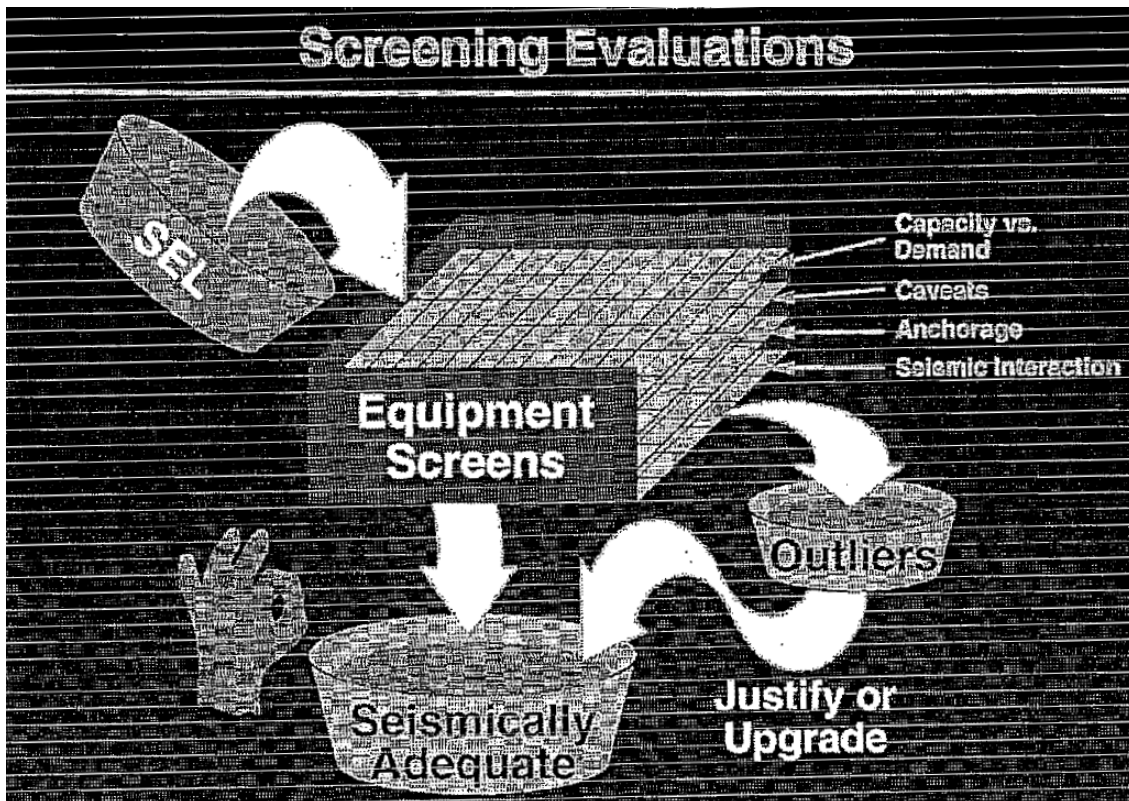 Screening Evaluations
SEL
Capacity vs.
Demand
Caveats
Anchorage
Seismic Interaction
Equipment
Screens
Outliers
Seismically
Adequate
Justify or
Upgrade